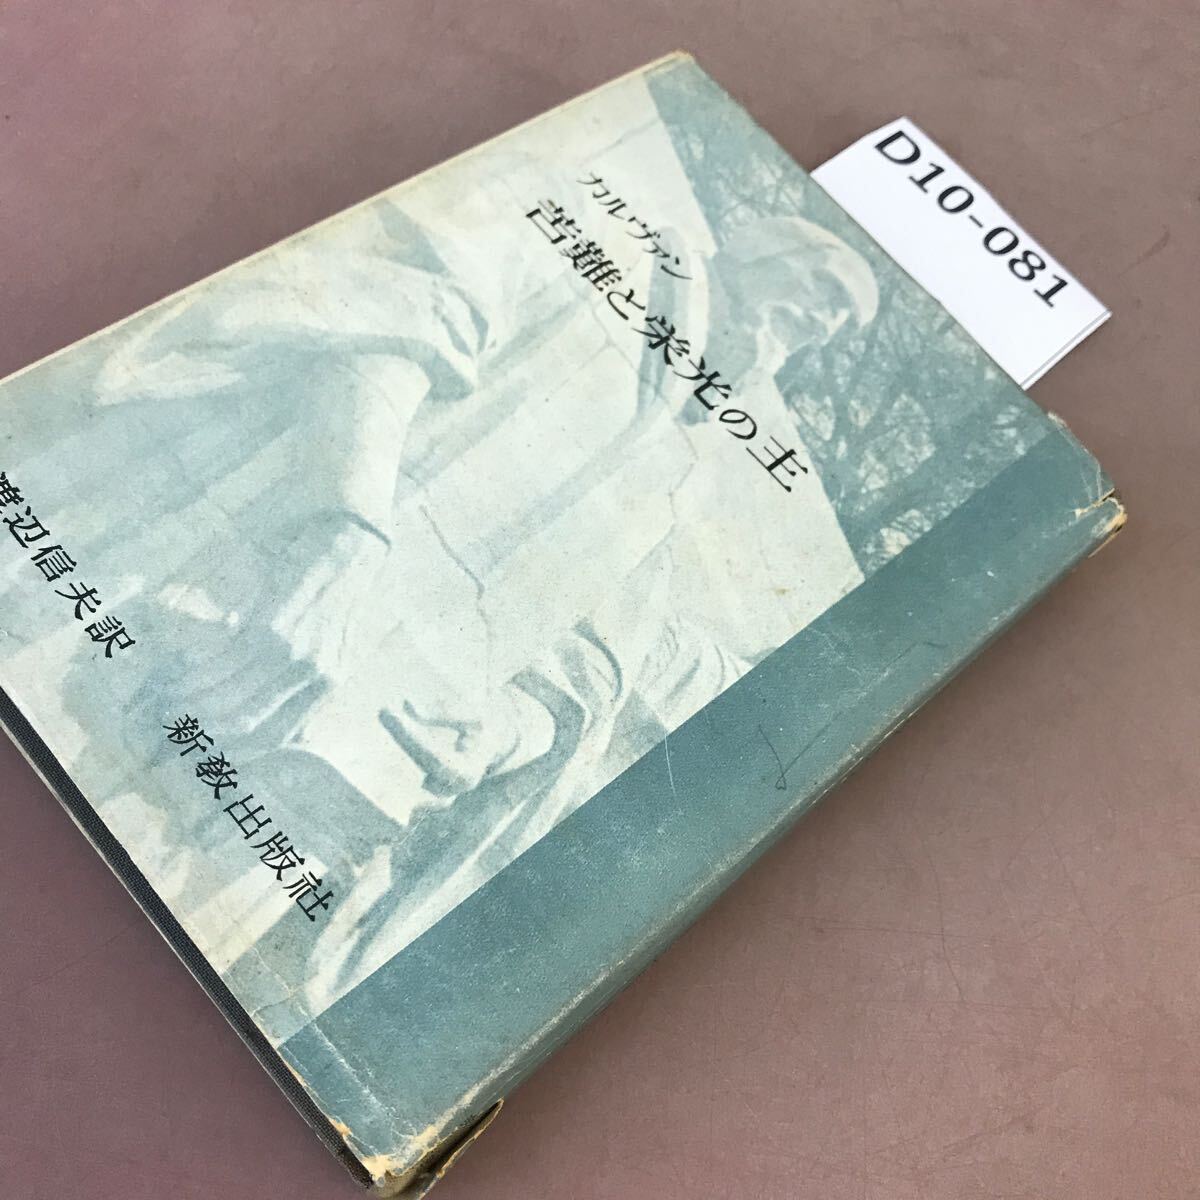 カルヴァン
苦難と栄光の主
渡辺信夫訳
新教出版社
D10-081